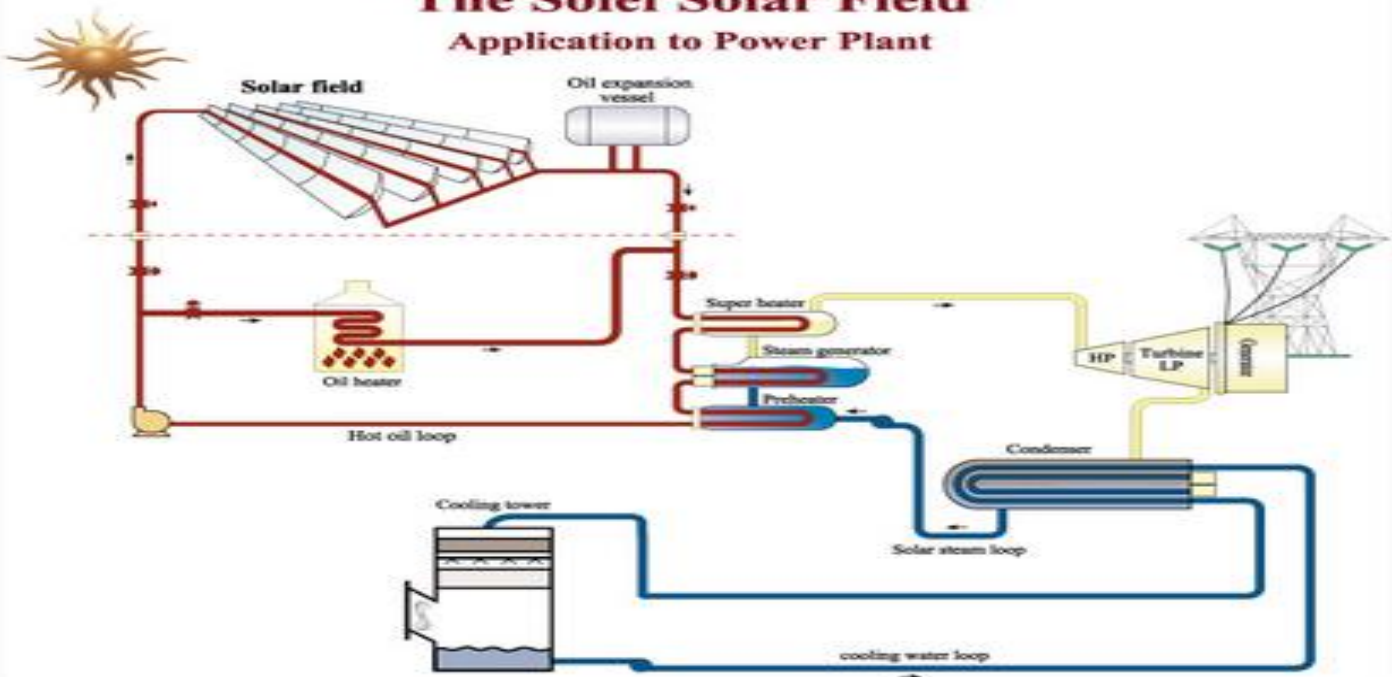 The Solel Solar Field
Application to Power Plant
Solar field
Oil expansion
vessel
Super heater
Steam generator
Preheater
Oil heater
Hot oil loop
HP
Turbine
LP
Generator
Condenser
Cooling tower
Solar steam loop
cooling water loop